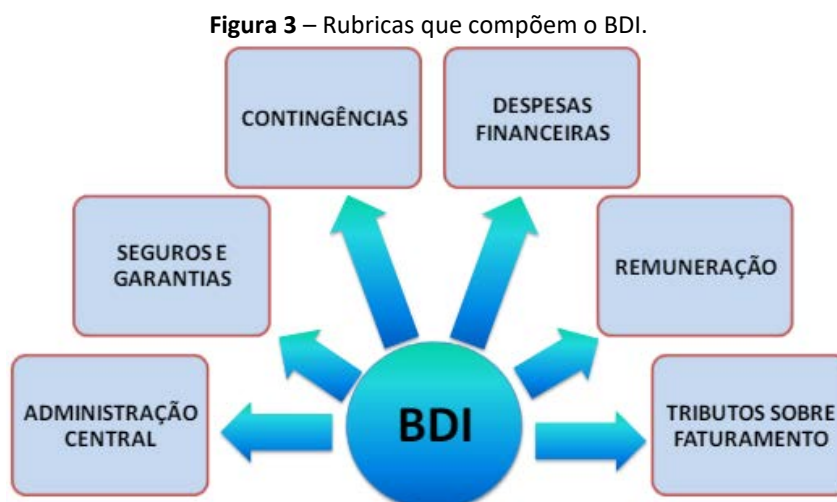 Figura 3 – Rubricas que compõem o BDI.
CONTINGÊNCIAS
DESPESAS
FINANCEIRAS
SEGUROS E
GARANTIAS
REMUNERAÇÃO
ADMINISTRAÇÃO
CENTRAL
BDI
TRIBUTOS SOBRE
FATURAMENTO